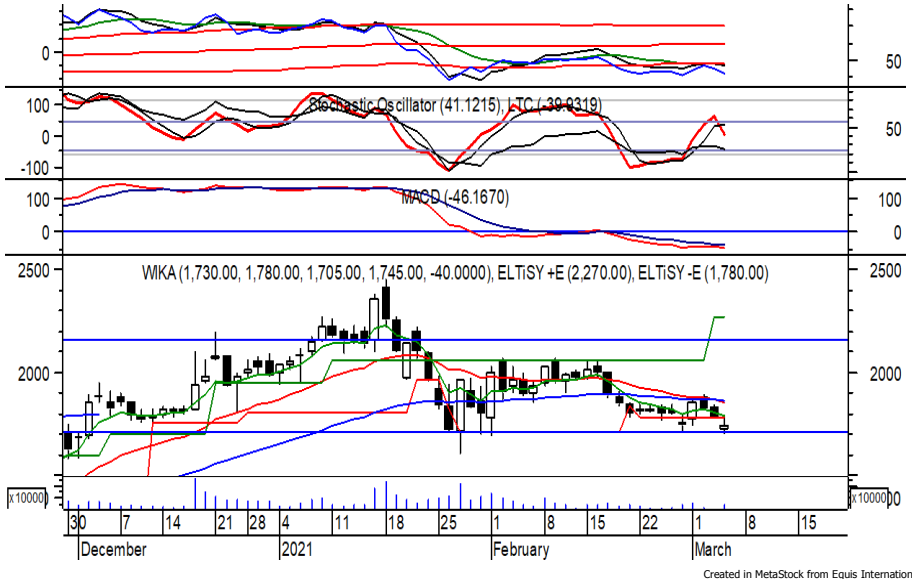 0
50
Stochastic Oscillator (41.1215), LTC (-39.9319)
100
0
-100
50
MACD (-46.1670)
100
0
100
0
WIKA (1,730.00, 1,780.00, 1,705.00, 1,745.00, -40.0000), ELTiSY +E (2,270.00), ELTiSY -E (1,780.00)
2500
2500
2000
2000
x100000
x100000
30 7 14 21 28 4 11 18 25 1 8 15 22 1 8 15
December 2021 February March
Created in MetaStock from Equis Internation